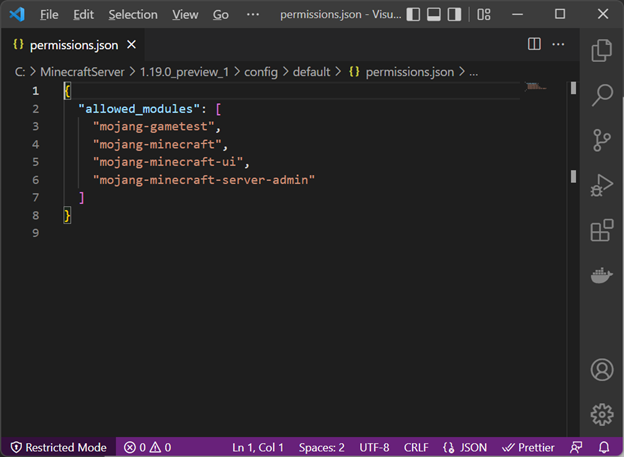 File Edit Selection View Go ··· permissions.json - Visu...
{} permissions.json ×
C: > MinecraftServer > 1.19.0_preview_1 > config > default > {} permissions.json > ...
1 {
2 "allowed_modules": [
3 "mojang-gametest",
4 "mojang-minecraft",
5 "mojang-minecraft-ui",
6 "mojang-minecraft-server-admin"
7 ]
8 }
9
Restricted Mode 0 0 Ln 1, Col 1 Spaces: 2 UTF-8 CRLF {} JSON Prettier